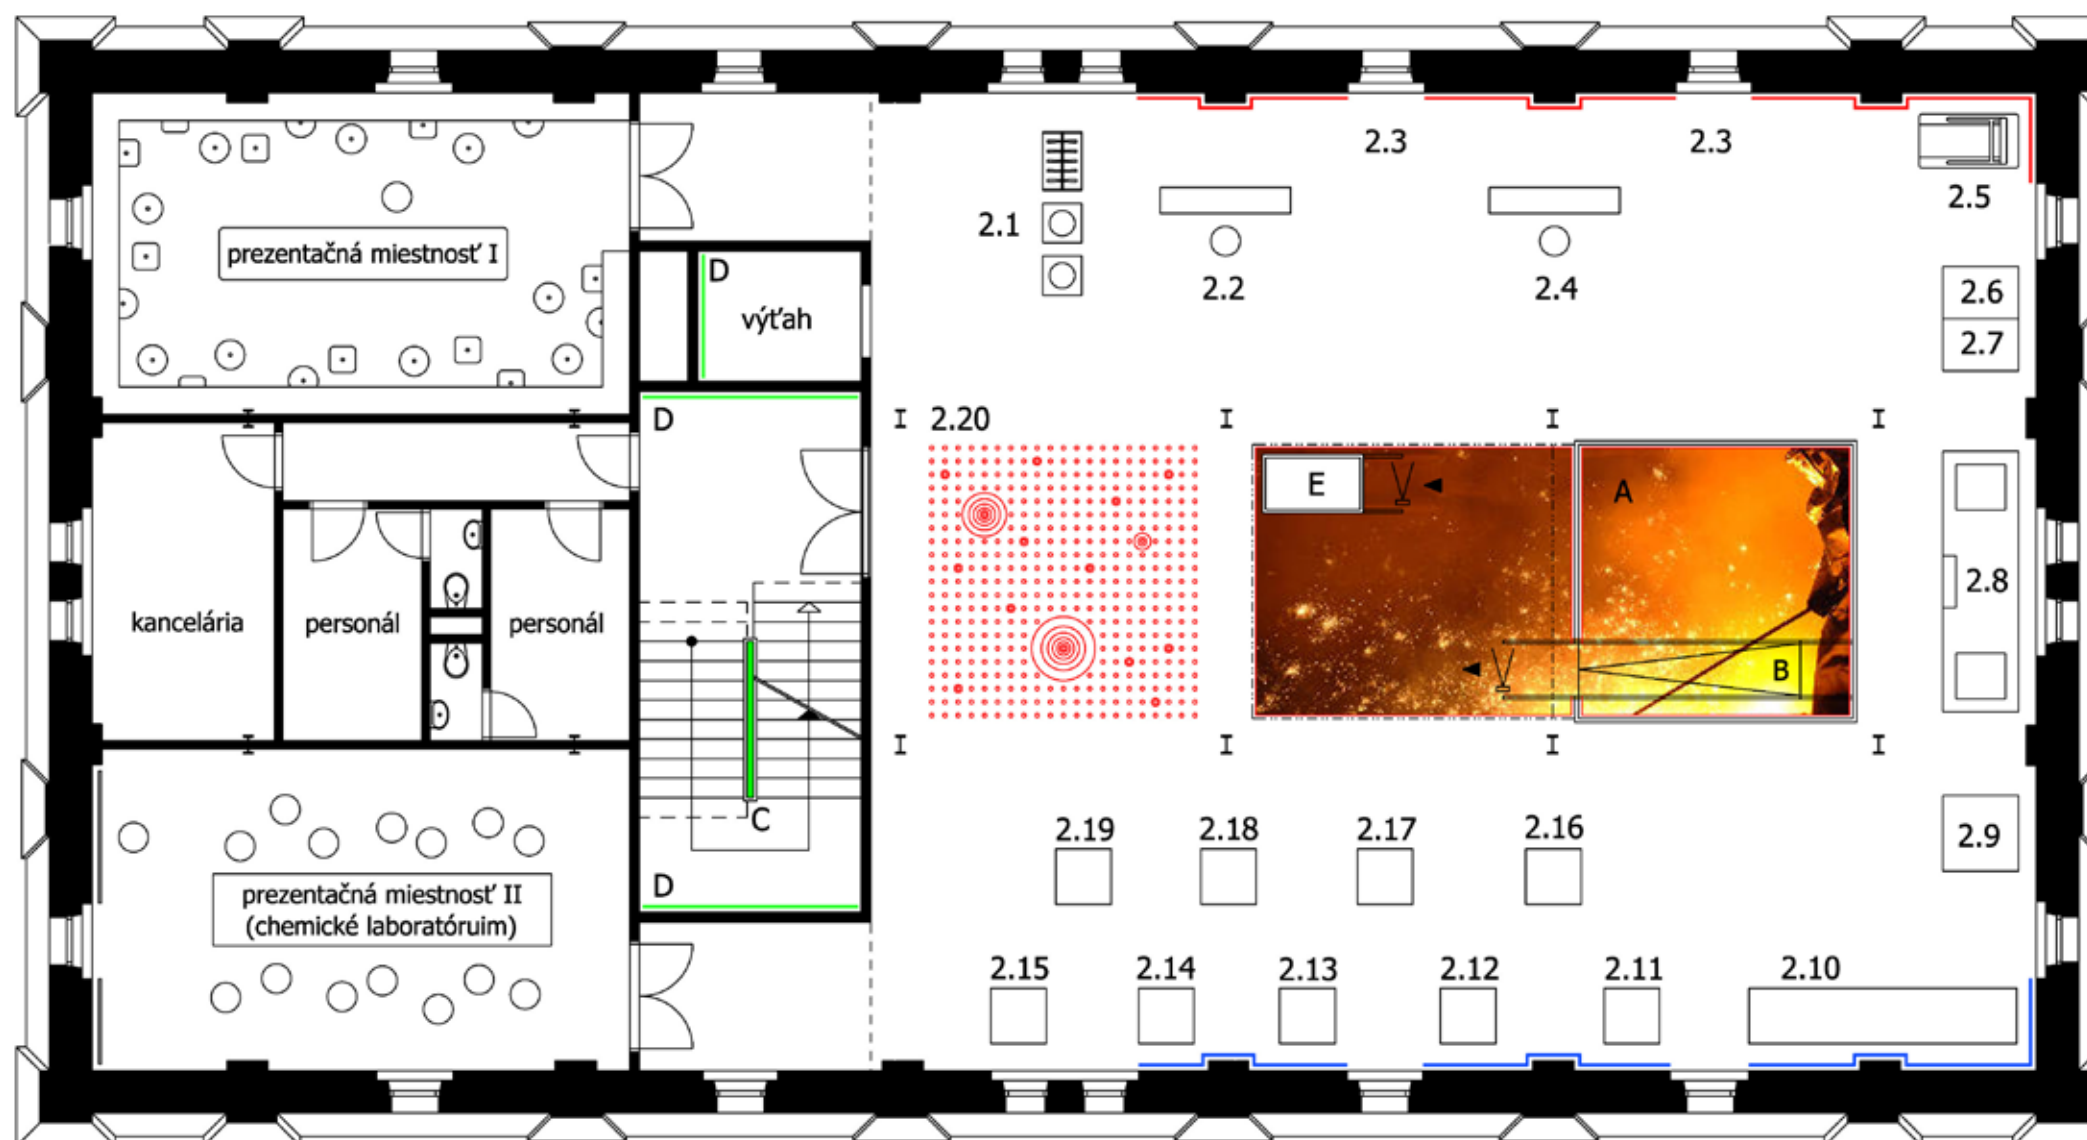 2.3
2.3
2.5
2.1
prezentačná miestnosť I
D
výťah
2.2
2.4
2.6
2.7
D
2.20
E
A
2.8
kancelária
personál
personál
B
C
2.19
2.18
2.17
2.16
2.9
D
prezentačná miestnosť II
(chemické laboratóruim)
2.15
2.14
2.13
2.12
2.11
2.10